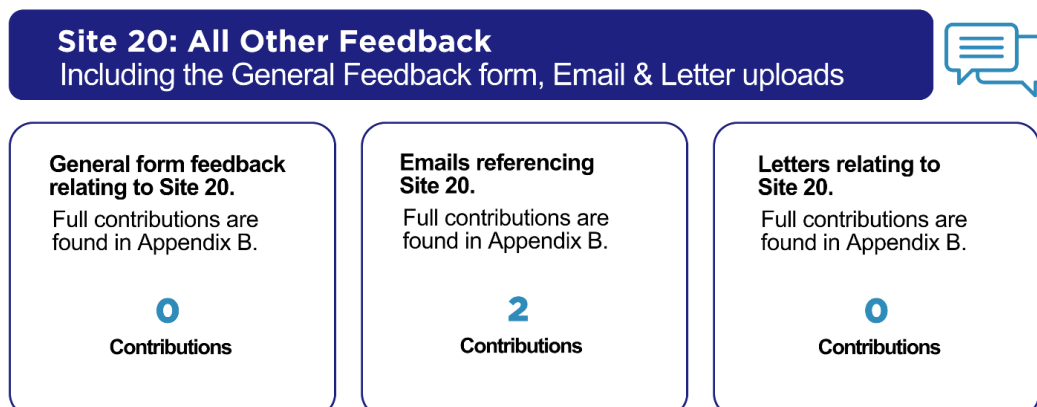 Site 20: All Other Feedback
Including the General Feedback form, Email & Letter uploads
General form feedback
relating to Site 20.
Full contributions are
found in Appendix B.
0
Contributions
Emails referencing
Site 20.
Full contributions are
found in Appendix B.
2
Contributions
Letters relating to
Site 20.
Full contributions are
found in Appendix B.
0
Contributions